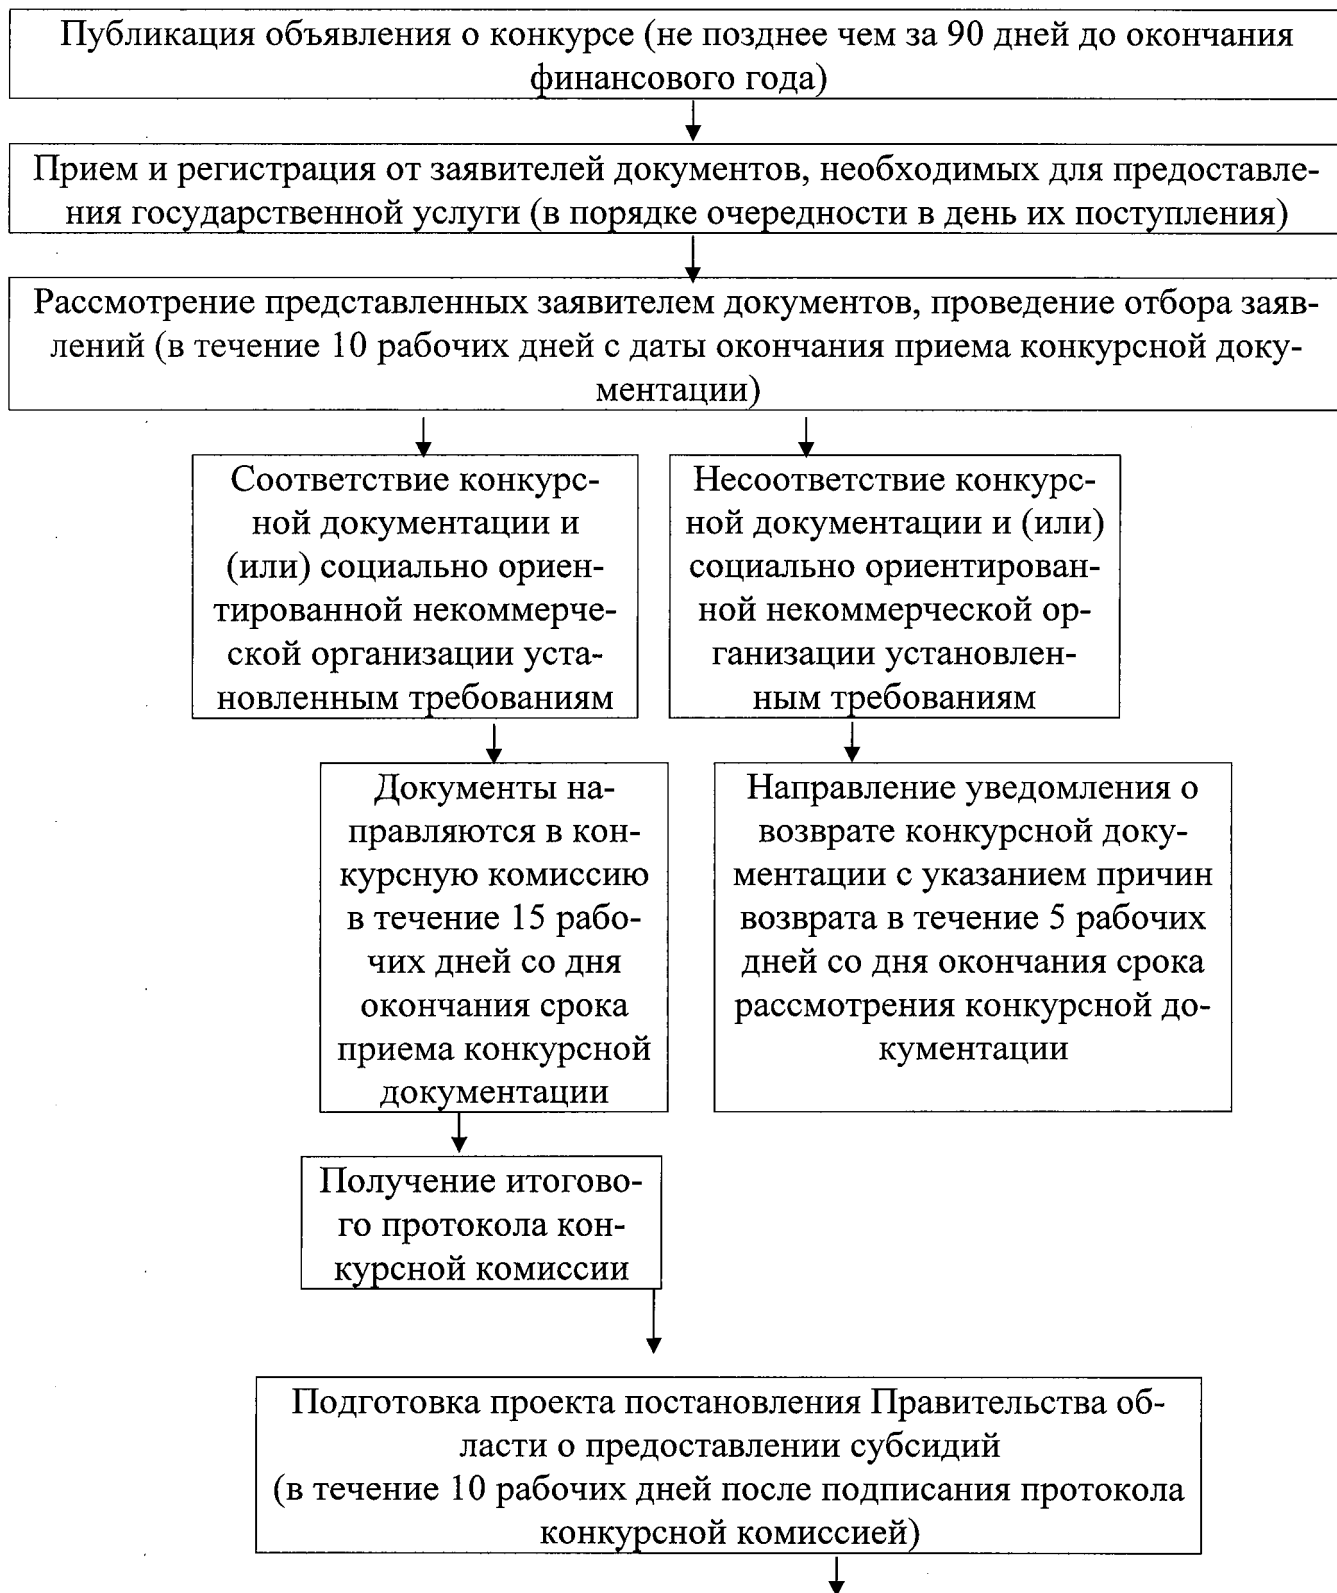 Публикация объявления о конкурсе (не позднее чем за 90 дней до окончания
финансового года)
Прием и регистрация от заявителей документов, необходимых для предоставле-
ния государственной услуги (в порядке очередности в день их поступления)
Рассмотрение представленных заявителем документов, проведение отбора заяв-
лений (в течение 10 рабочих дней с даты окончания приема конкурсной доку-
ментации)
Соответствие конкурс-
ной документации и
(или) социально ориен-
тированной некоммерче-
ской организации уста-
новленным требованиям
Несоответствие конкурс-
ной документации и (или)
социально ориентирован-
ной некоммерческой ор-
ганизации установлен-
ным требованиям
Документы на-
правляются в кон-
курсную комиссию
в течение 15 рабо-
чих дней со дня
окончания срока
приема конкурсной
документации
Направление уведомления о
возврате конкурсной доку-
ментации с указанием причин
возврата в течение 5 рабочих
дней со дня окончания срока
рассмотрения конкурсной до-
кументации
Получение итогово-
го протокола кон-
курсной комиссии
Подготовка проекта постановления Правительства об-
ласти о предоставлении субсидий
(в течение 10 рабочих дней после подписания протокола
конкурсной комиссией)